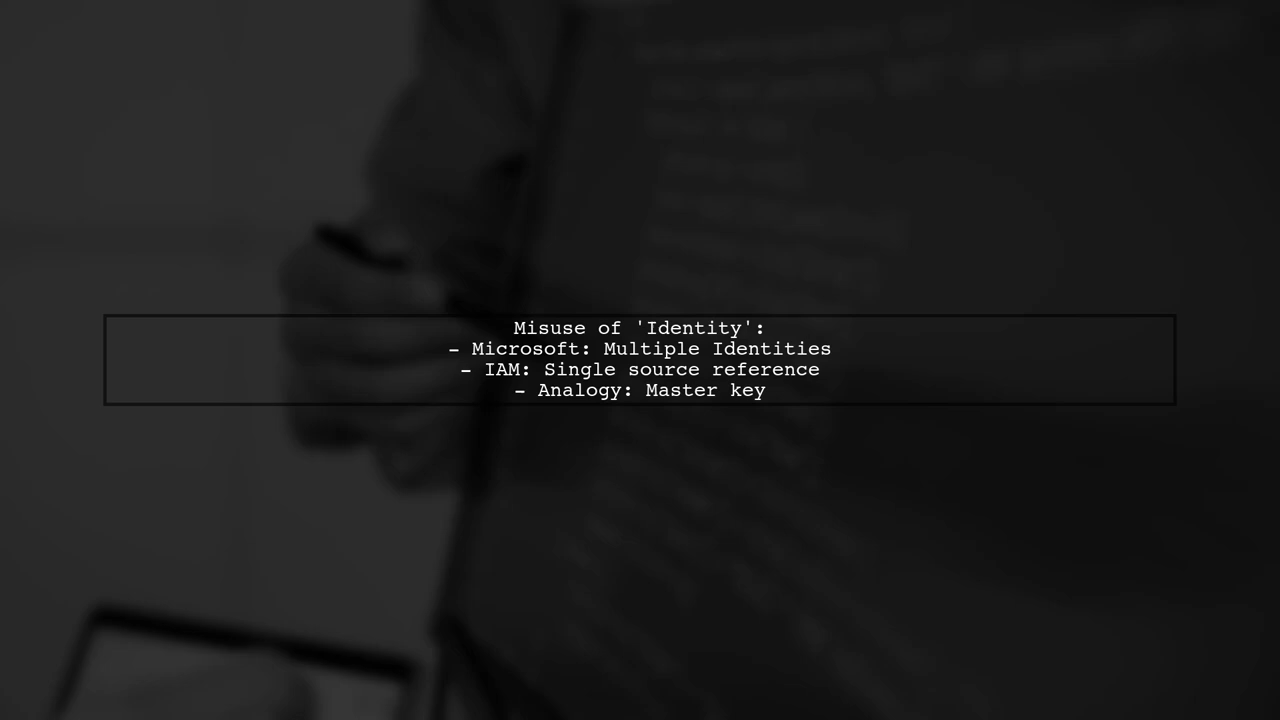 Misuse of 'Identity':
– Microsoft: Multiple Identities
– IAM: Single source reference
– Analogy: Master key